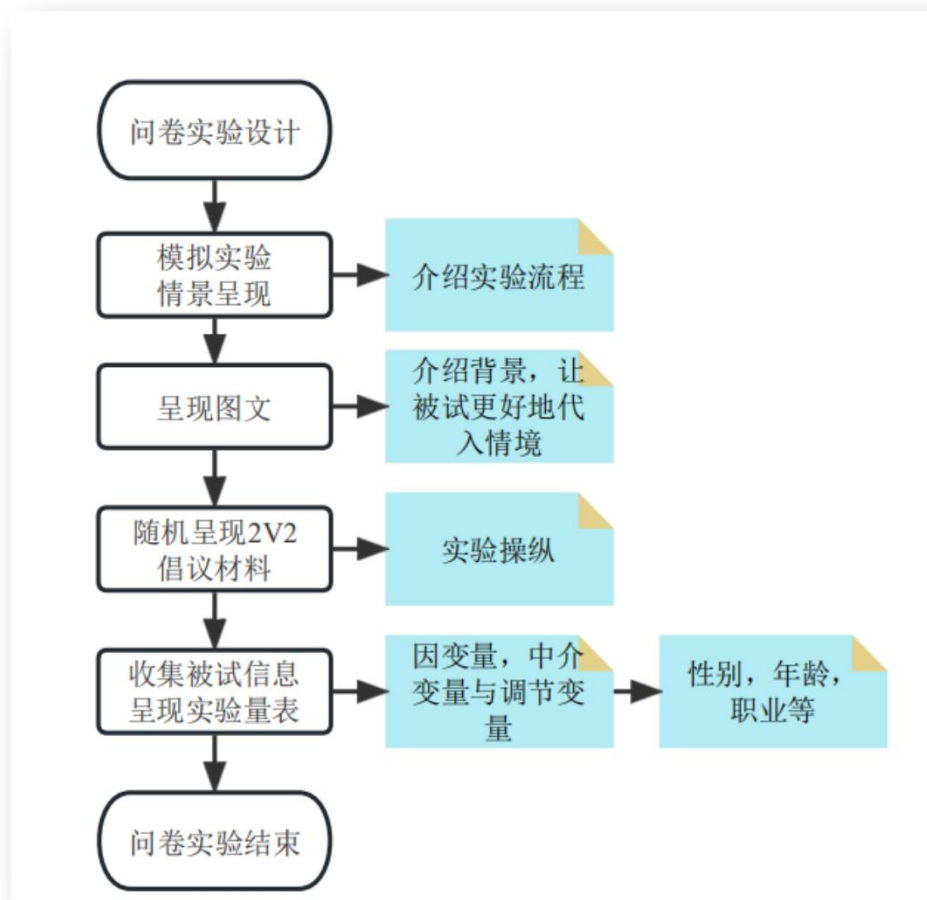 问卷实验设计
模拟实验
情景呈现
介绍实验流程
呈现图文
介绍背景，让
被试更好地代
入情境
随机呈现2V2
倡议材料
实验操纵
收集被试信息
呈现实验量表
因变量，中介
变量与调节变
量
性别，年龄，
职业等
问卷实验结束